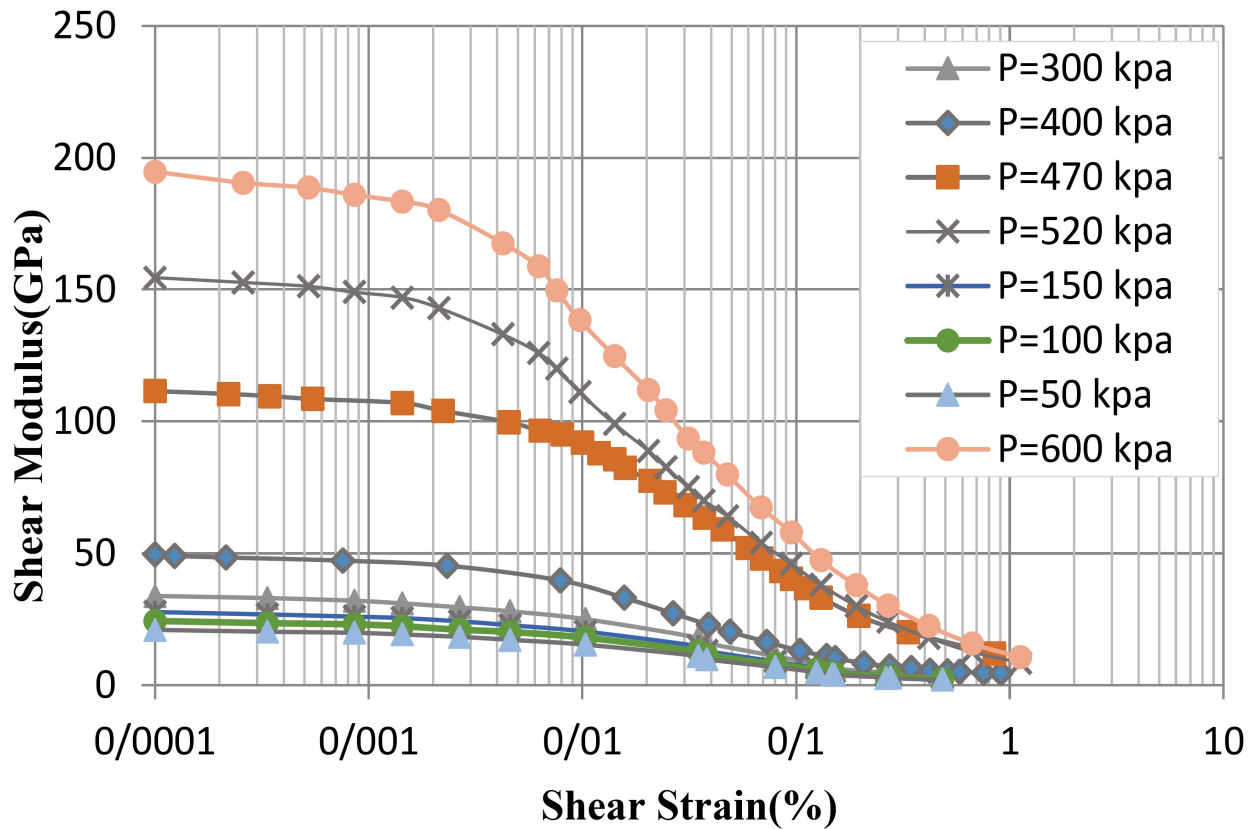 250
200
150
100
50
0
Shear Modulus(GPa)
P=300 kpa
P=400 kpa
P=470 kpa
P=520 kpa
P=150 kpa
P=100 kpa
P=50 kpa
P=600 kpa
0/0001 0/001 0/01 0/1 1 10
Shear Strain(%)